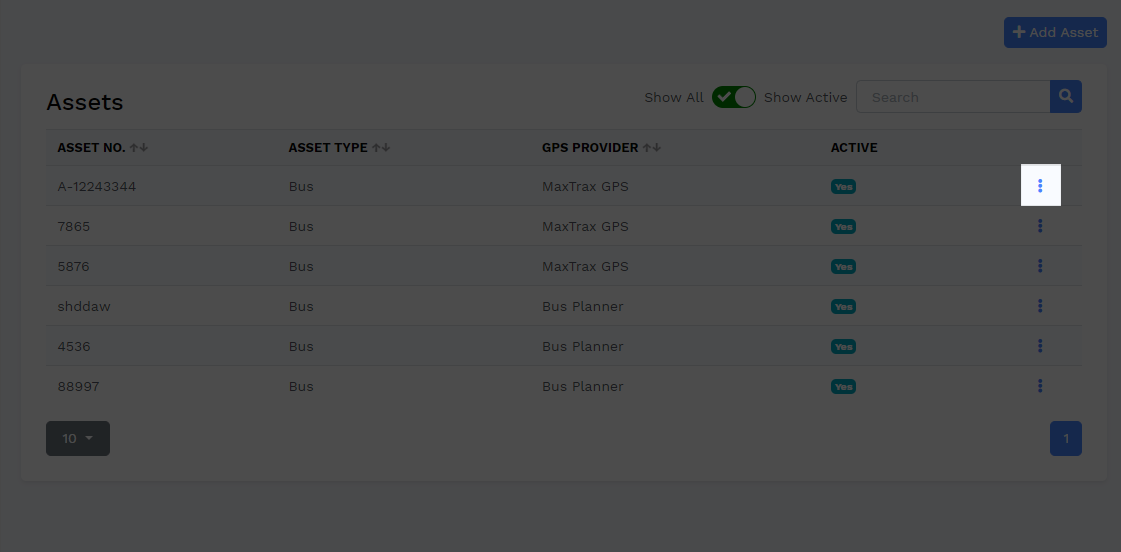 Add Asset
Assets Show All Show Active Search
ASSET NO. ASSET TYPE GPS PROVIDER ACTIVE
A-12243344 Bus MaxTrax GPS Yes
7865 Bus MaxTrax GPS Yes
5876 Bus MaxTrax GPS Yes
shddaw Bus Bus Planner Yes
4536 Bus Bus Planner Yes
88997 Bus Bus Planner Yes
10 1